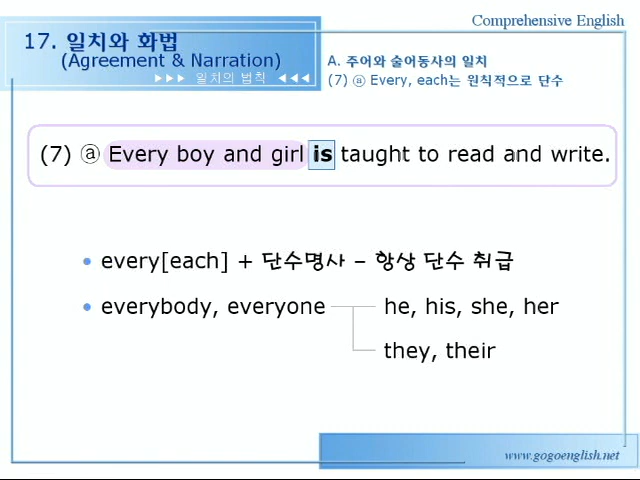 Comprehensive English
17. 일치와 화법
(Agreement & Narration)
▶▶▶ 일치의 법칙 ◀◀◀
A. 주어와 술어동사의 일치
(7) ⓐ Every, each는 원칙적으로 단수
(7) ⓐ Every boy and girl is taught to read and write.
• every[each] + 단수명사 – 항상 단수 취급
• everybody, everyone he, his, she, her
they, their
www.gogoenglish.net